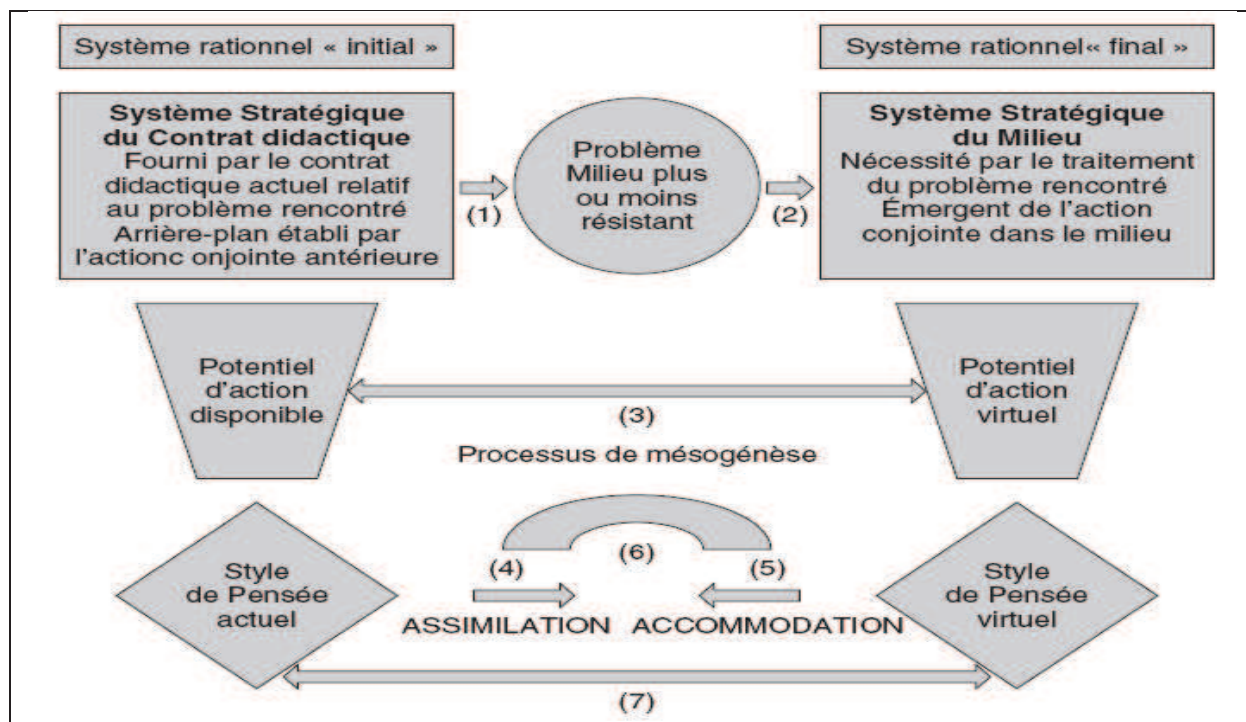 Système rationnel « initial »
Système rationnel« final »
Système Stratégique
du Contrat didactique
Fourni par le contrat
didactique actuel relatif
au problème rencontré
Arrière-plan établi par
l'actionc onjointe antérieure
(1)
Problème
Milieu plus
ou moins
résistant
(2)
Système Stratégique
du Milieu
Nécessité par le traitement
du problème rencontré
Émergent de l'action
conjointe dans le milieu
Potentiel
d'action
disponible
(3)
Potentiel
d'action
virtuel
Processus de mésogénèse
Style
de Pensée
actuel
(4)
(6)
(5)
ASSIMILATION
ACCOMMODATION
Style
de Pensée
virtuel
(7)